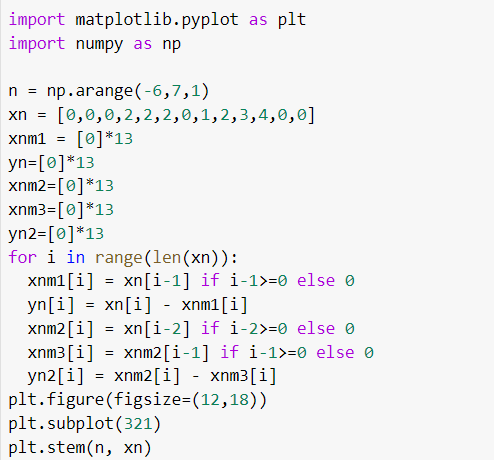 import matplotlib.pyplot as plt
import numpy as np

n = np.arange(-6,7,1)
xn = [0,0,0,2,2,2,0,1,2,3,4,0,0]
xnm1 = [0]*13
yn=[0]*13
xnm2=[0]*13
xnm3=[0]*13
yn2=[0]*13
for i in range(len(xn)):
  xnm1[i] = xn[i-1] if i-1>=0 else 0
  yn[i] = xn[i] - xnm1[i]
  xnm2[i] = xn[i-2] if i-2>=0 else 0
  xnm3[i] = xnm2[i-1] if i-1>=0 else 0
  yn2[i] = xnm2[i] - xnm3[i]
plt.figure(figsize=(12,18))
plt.subplot(321)
plt.stem(n, xn)